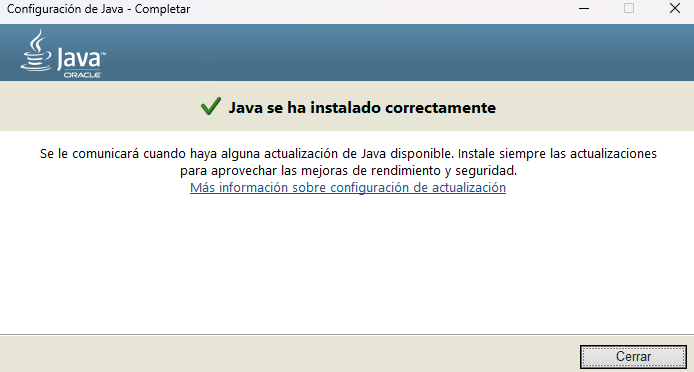 Configuración de Java - Completar
Java™
ORACLE
Java se ha instalado correctamente
Se le comunicará cuando haya alguna actualización de Java disponible. Instale siempre las actualizaciones
para aprovechar las mejoras de rendimiento y seguridad.
Más información sobre configuración de actualización
Cerrar